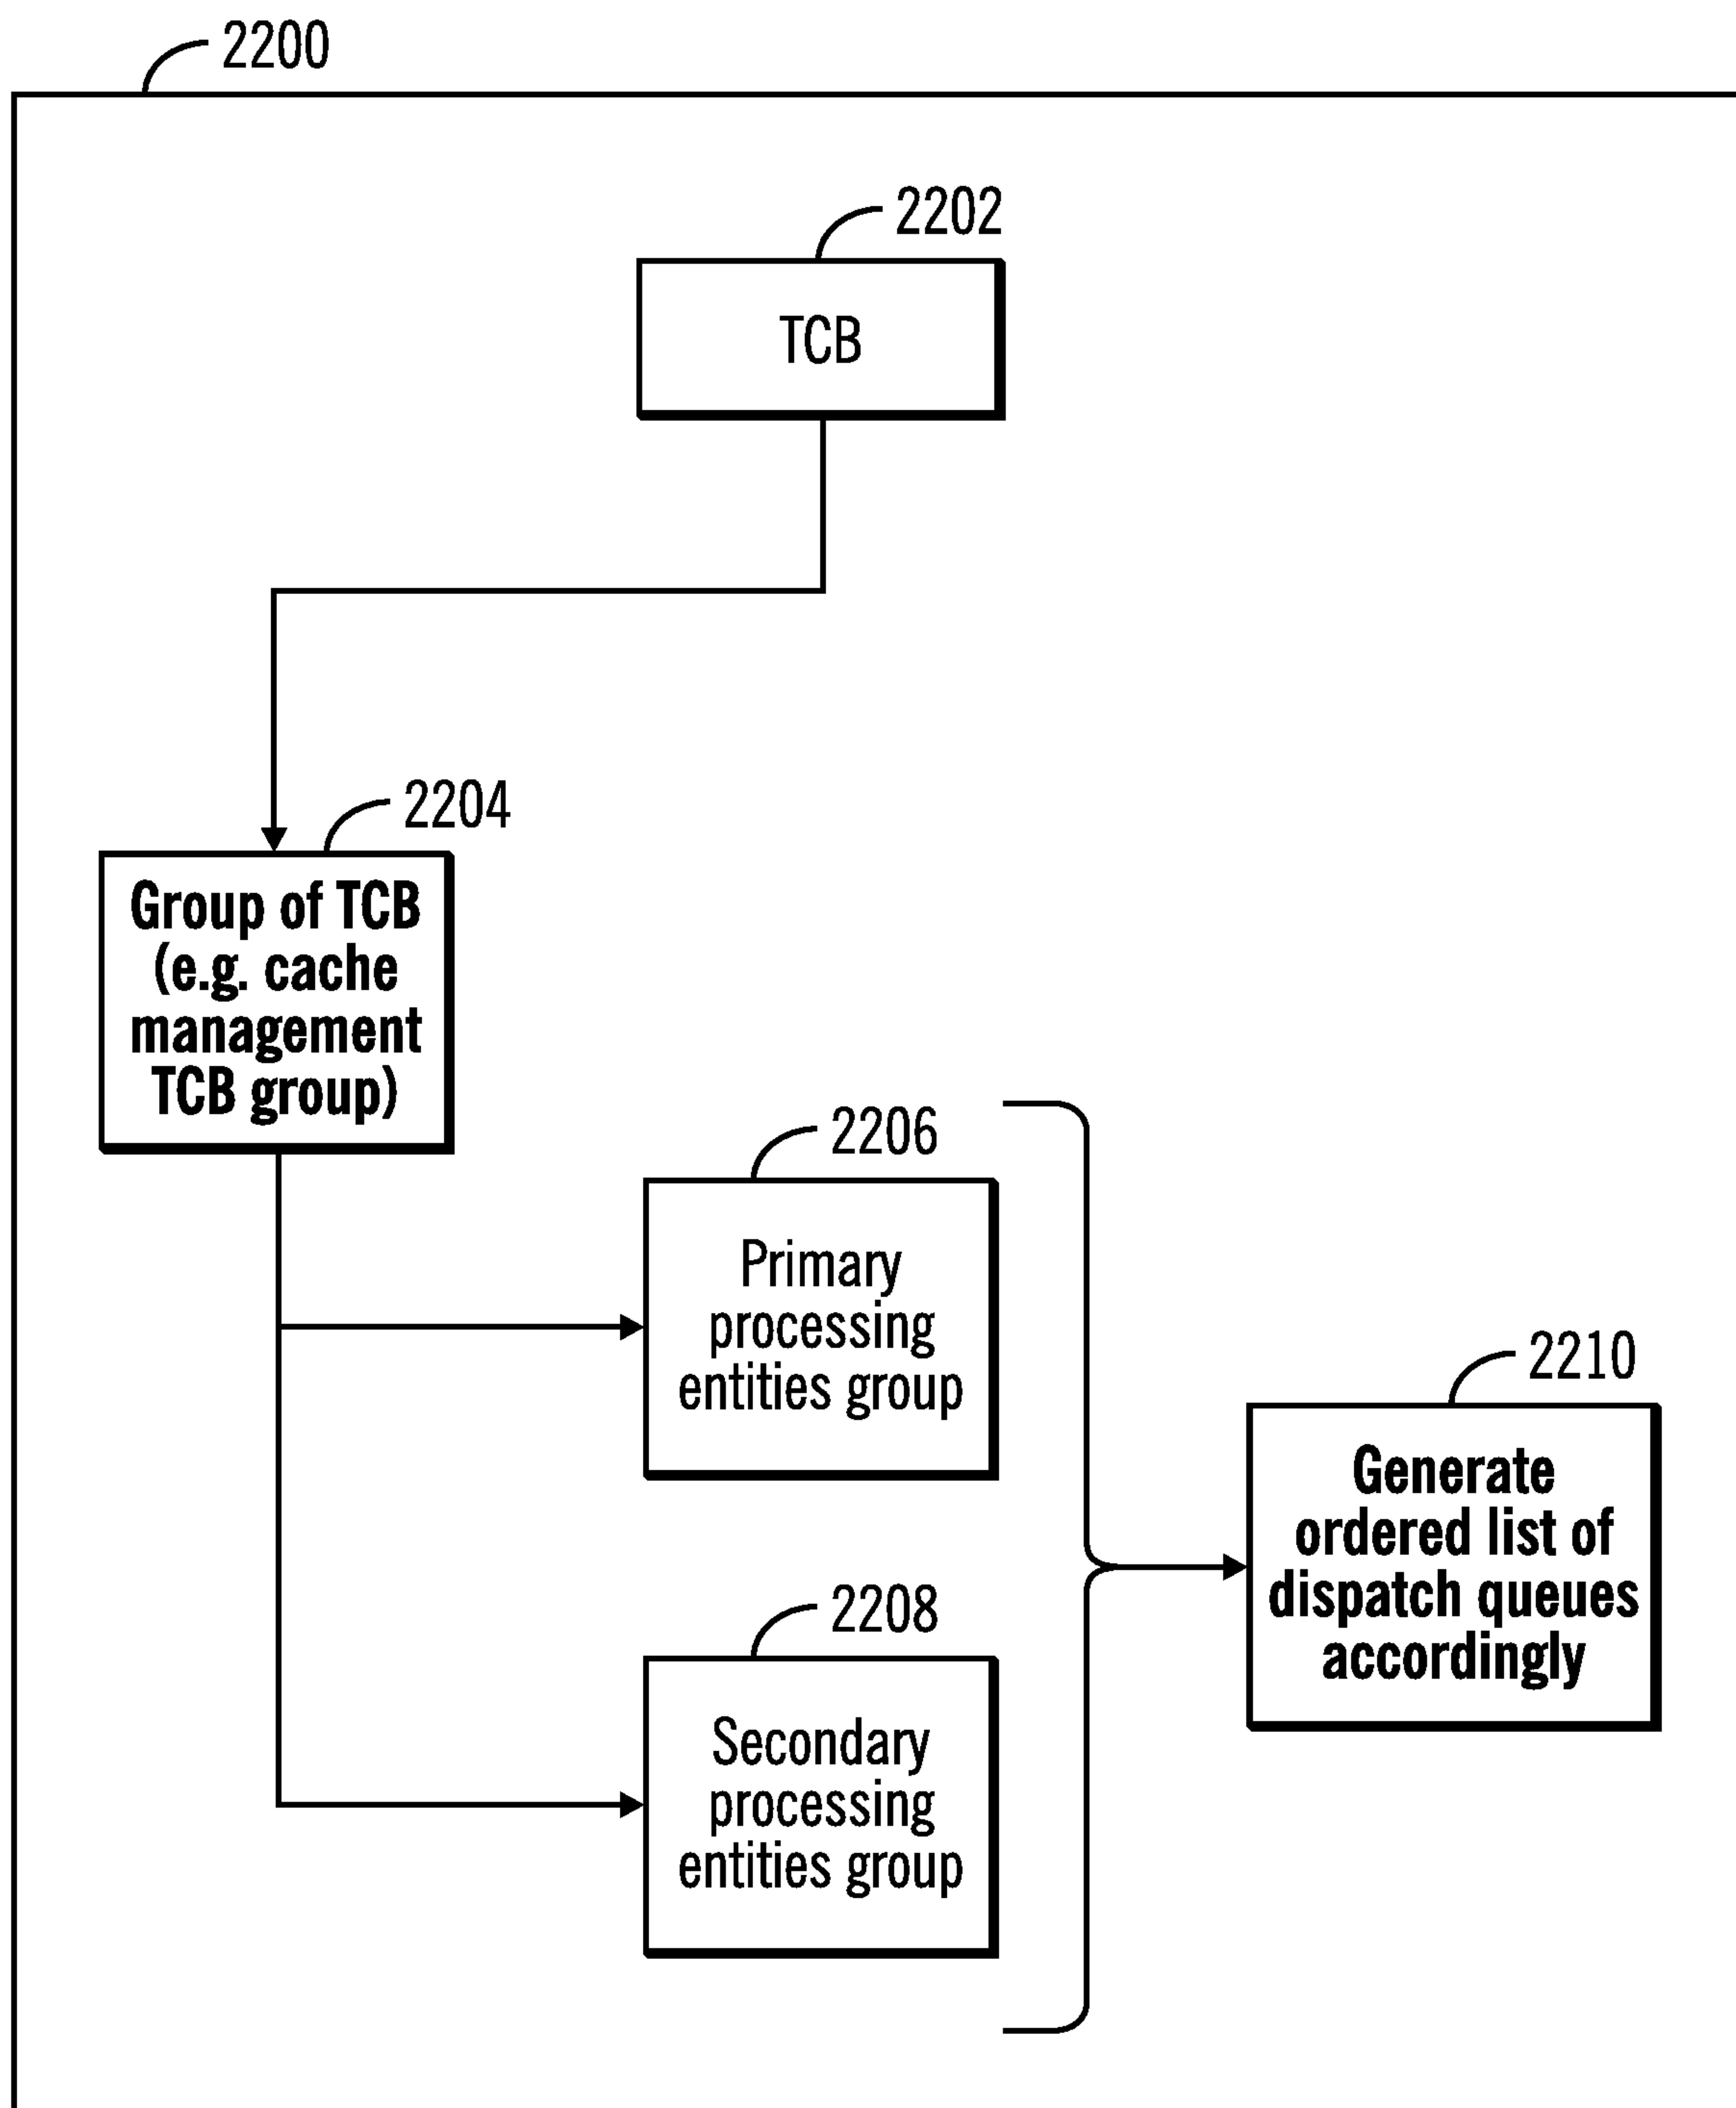 2200
2202
TCB
2204
Group of TCB
(e.g. cache
management
TCB group)
2206
Primary
processing
entities group
2208
Secondary
processing
entities group
2210
Generate
ordered list of
dispatch queues
accordingly